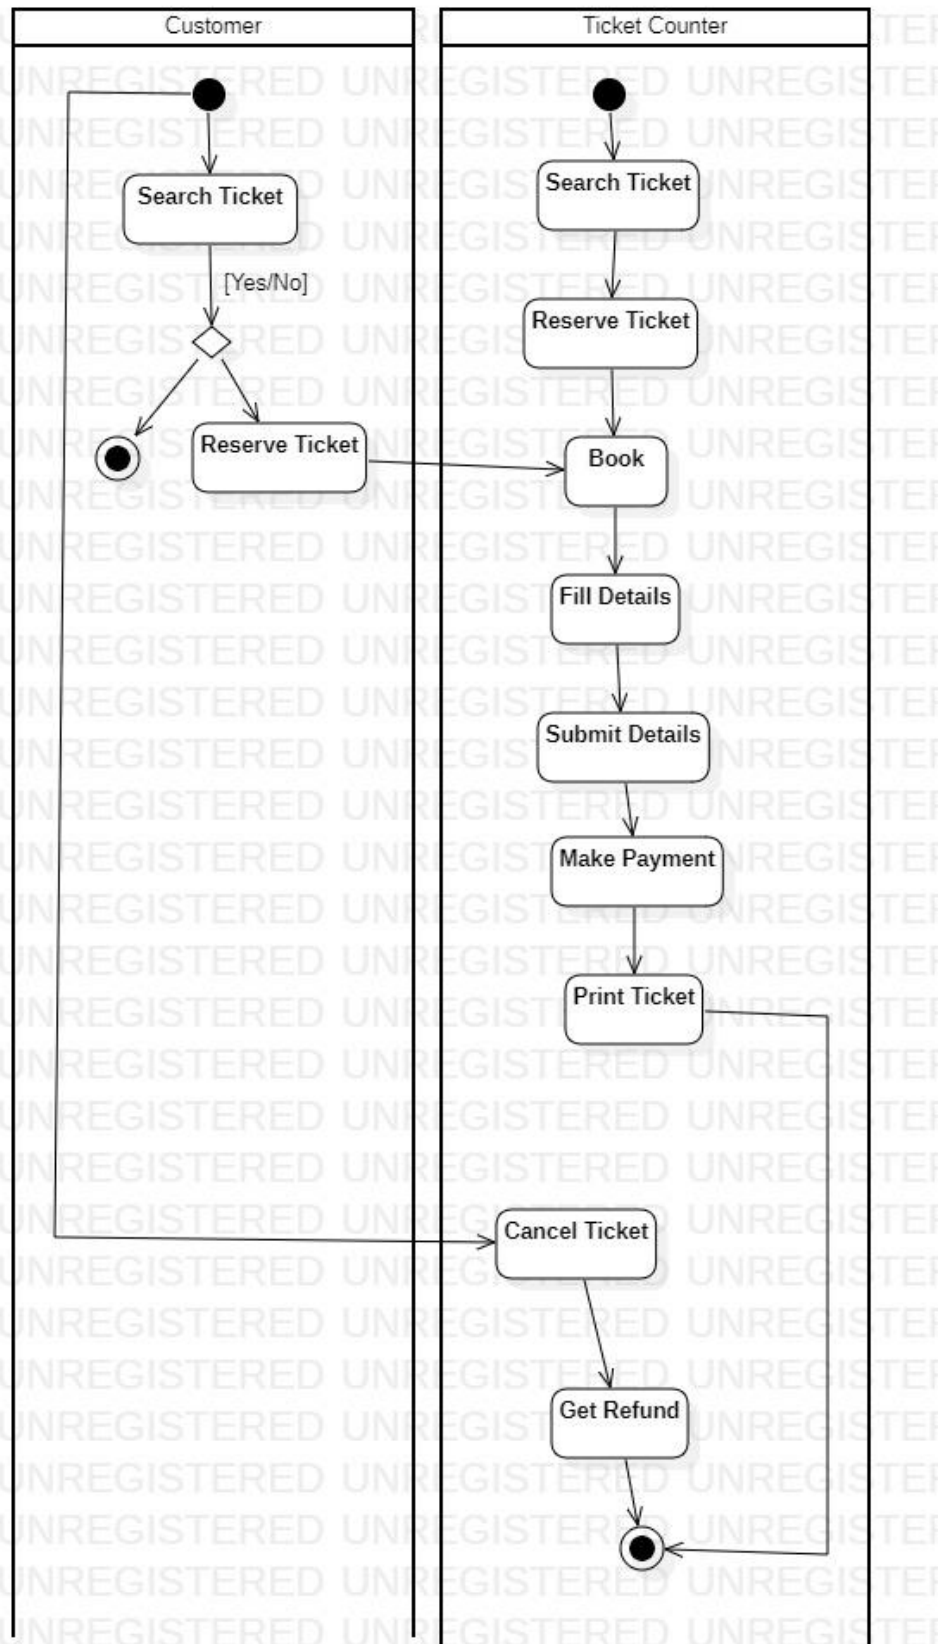 Customer
Ticket Counter
Search Ticket
Search Ticket
[Yes/No]
Reserve Ticket
Reserve Ticket
Book
Fill Details
Submit Details
Make Payment
Print Ticket
Cancel Ticket
Get Refund
UNREGISTERED